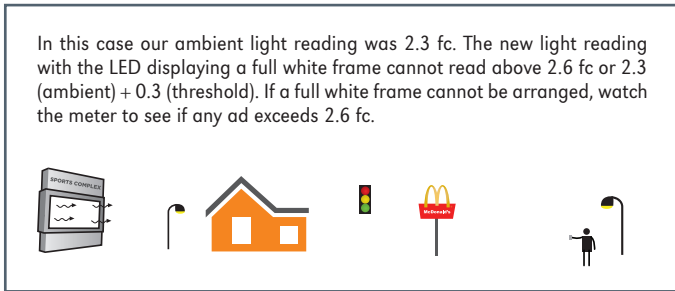 In this case our ambient light reading was 2.3 fc. The new light reading
with the LED displaying a full white frame cannot read above 2.6 fc or 2.3
(ambient) + 0.3 (threshold). If a full white frame cannot be arranged, watch
the meter to see if any ad exceeds 2.6 fc.
SPORTS COMPLEX
McDonald's